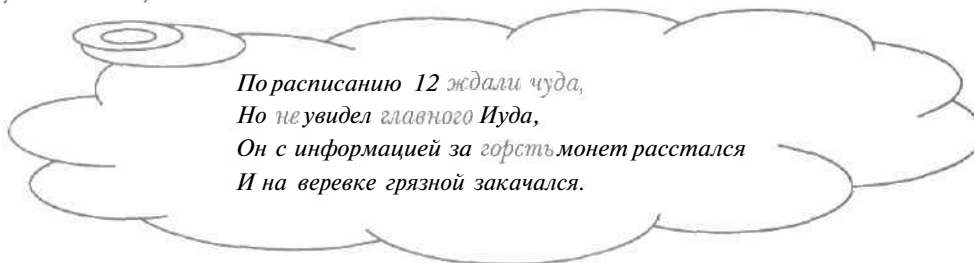 По расписанию 12 ждали чуда,
Но не увидел главного Иуда,
Он с информацией за горсть монет расстался
И на веревке грязной закачался.